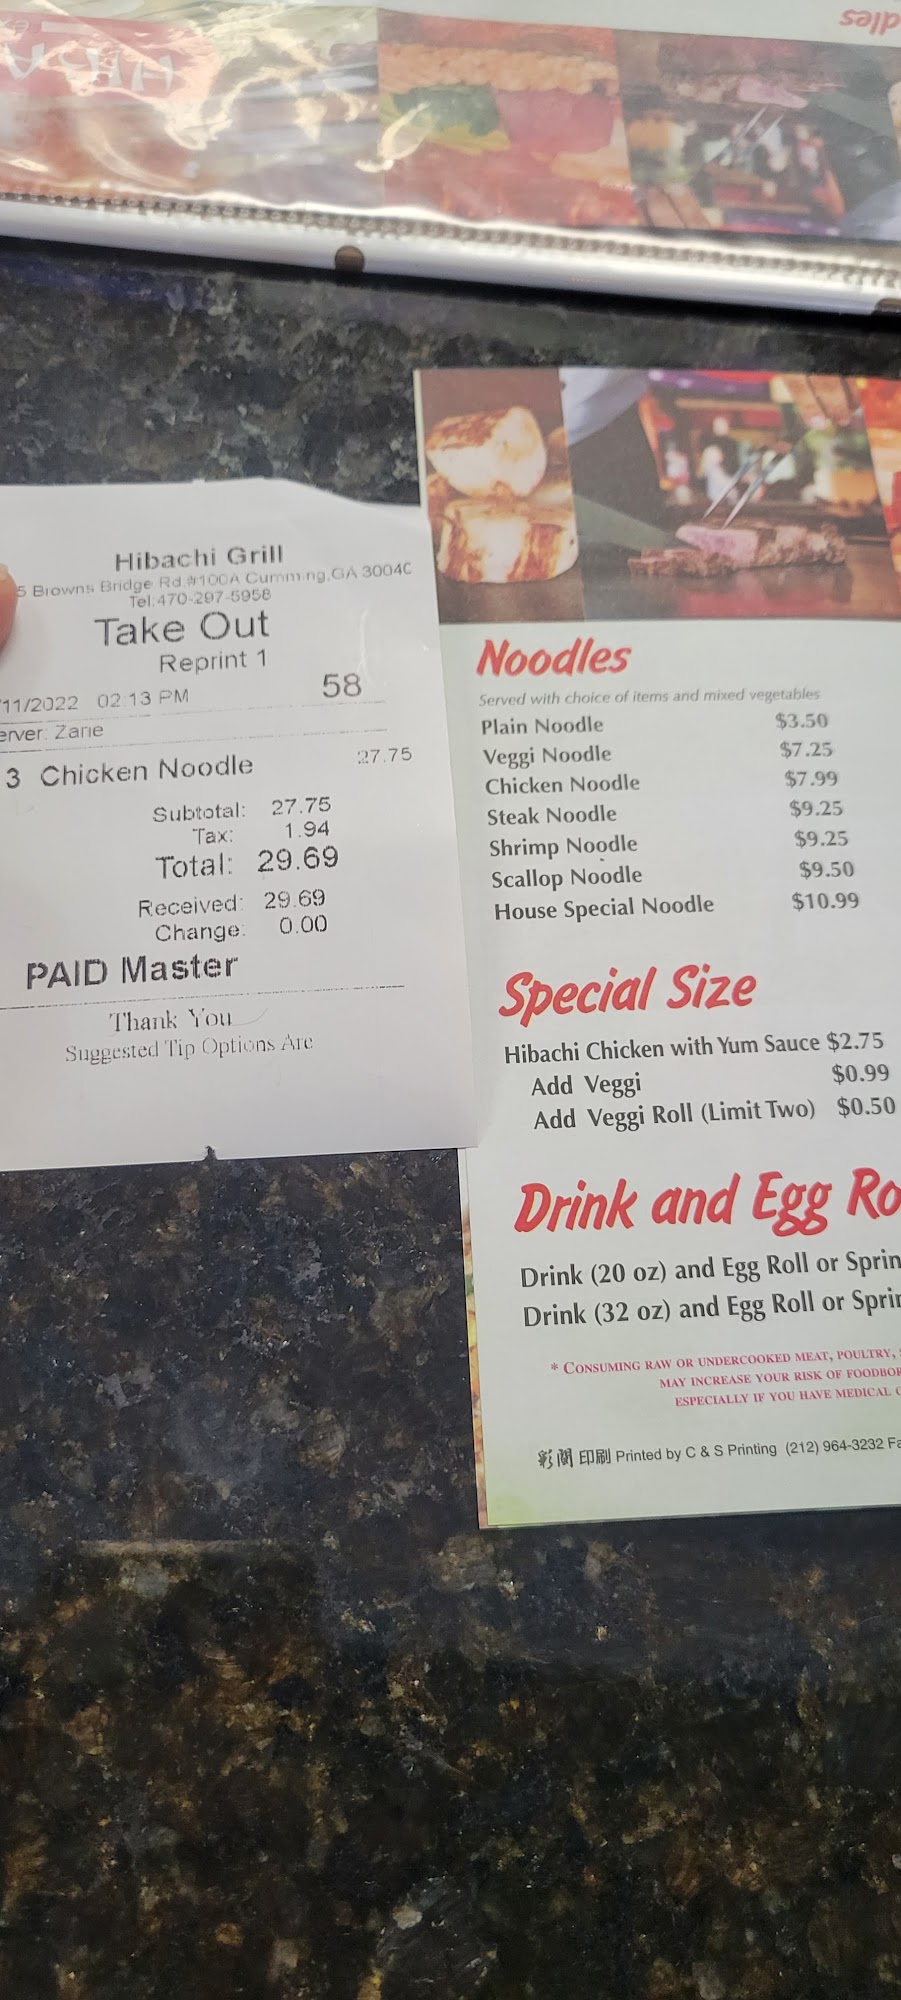 dles
Hibachi Grill
5 Browns Bridge Rd.#100A Cumming,GA 3004C
Tel:470-297-5958
Take Out
Reprint 1
11/2022 02:13 PM 58
erver: Zarie
3 Chicken Noodle 27.75
Subtotal: 27.75
Tax: 1.94
Total: 29.69
Received: 29.69
Change: 0.00
PAID Master
Thank You
Suggested Tip Options Are
Noodles
Served with choice of items and mixed vegetables
Plain Noodle $3.50
Veggi Noodle $7.25
Chicken Noodle $7.99
Steak Noodle $9.25
Shrimp Noodle $9.25
Scallop Noodle $9.50
House Special Noodle $10.99
Special Size
Hibachi Chicken with Yum Sauce $2.75
Add Veggi $0.99
Add Veggi Roll (Limit Two) $0.50
Drink and Egg Ro
Drink (20 oz) and Egg Roll or Sprin
Drink (32 oz) and Egg Roll or Sprin
* CONSUMING RAW OR UNDERCOOKED MEAT, POULTRY,
MAY INCREASE YOUR RISK OF FOODBOR
ESPECIALLY IF YOU HAVE MEDICAL
印刷 Printed by C & S Printing (212) 964-3232 Fa